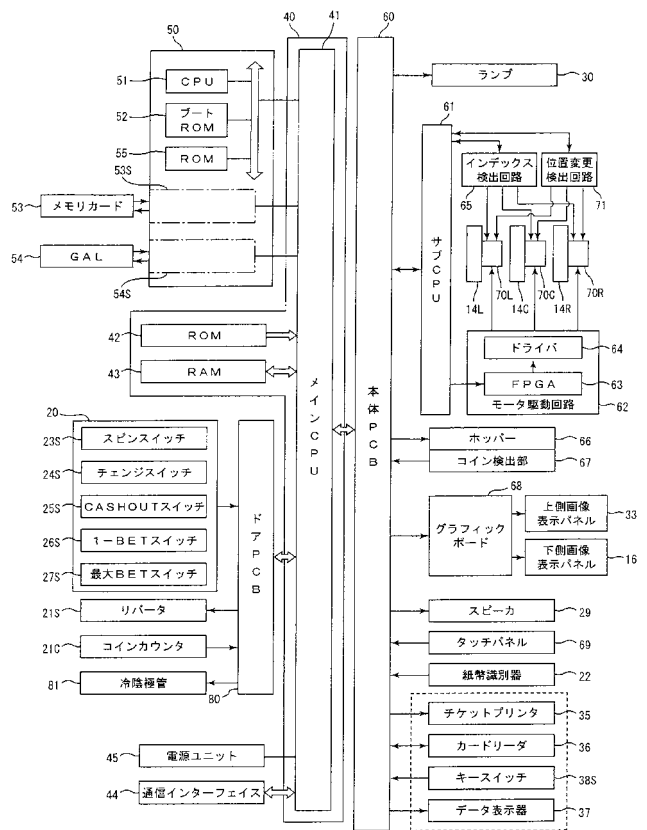 50
40
41
60
51
CPU
52
ブート
ROM
55
ROM
53S
53
メモリカード
54
GAL
54S
42
ROM
43
RAM
メインCPU
本体PCB
20
23S
スピンスイッチ
24S
チェンジスイッチ
25S
CASHOUTスイッチ
26S
1-BETスイッチ
27S
最大BETスイッチ
21S
リバータ
21C
コインカウンタ
81
冷陰極管
80
ドアPCB
45
電源ユニット
44
通信インターフェイス
ランプ
30
61
サブCPU
インデックス
検出回路
65
位置変更
検出回路
71
14L
70L
14C
70C
14R
70R
ドライバ
64
FPGA
63
モータ駆動回路
62
ホッパー
66
コイン検出部
67
68
グラフィック
ボード
上側画像
表示パネル
33
下側画像
表示パネル
16
スピーカ
29
タッチパネル
69
紙幣識別器
22
チケットプリンタ
35
カードリーダ
36
キースイッチ
38S
データ表示器
37